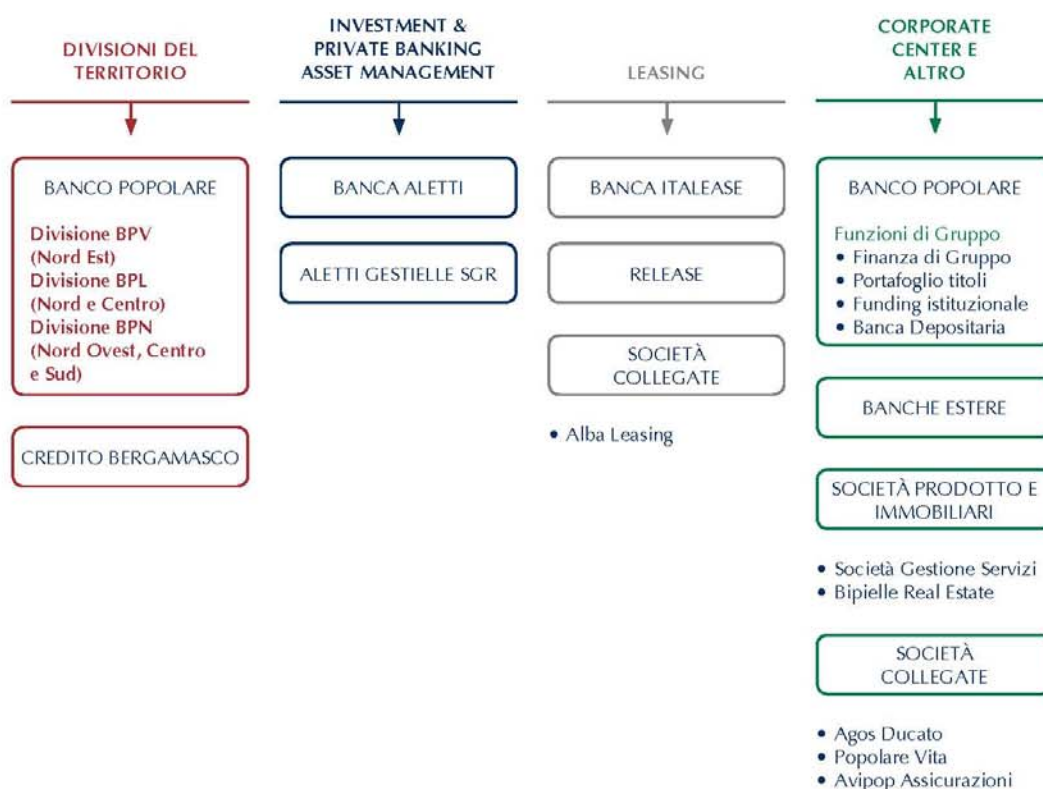 DIVISIONI DEL
TERRITORIO
BANCO POPOLARE
Divisione BPV
(Nord Est)
Divisione BPL
(Nord e Centro)
Divisione BPN
(Nord Ovest, Centro
e Sud)
CREDITO BERGAMASCO
INVESTMENT &
PRIVATE BANKING
ASSET MANAGEMENT
BANCA ALETTI
ALETTI GESTIELLE SGR
LEASING
BANCA ITALEASE
RELEASE
SOCIETÀ
COLLEGATE
• Alba Leasing
CORPORATE
CENTER E
ALTRO
BANCO POPOLARE
Funzioni di Gruppo
• Finanza di Gruppo
• Portafoglio titoli
• Funding istituzionale
• Banca Depositaria
BANCHE ESTERE
SOCIETÀ PRODOTTO E
IMMOBILIARI
• Società Gestione Servizi
• Bipielle Real Estate
SOCIETÀ
COLLEGATE
• Agos Ducato
• Popolare Vita
• Avipop Assicurazioni